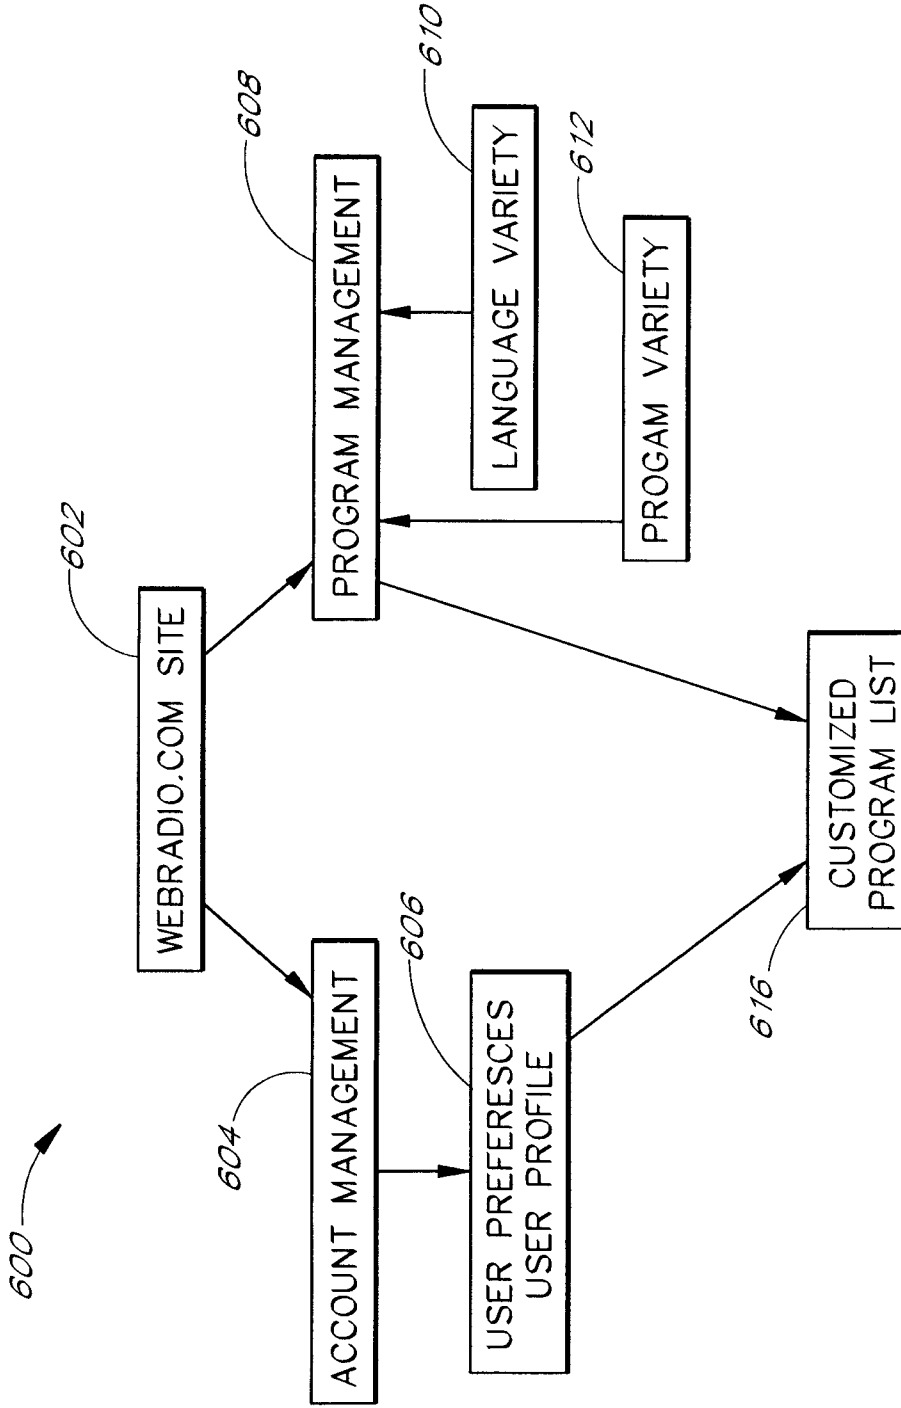 600
602
WEBRADIO.COM SITE
604
ACCOUNT MANAGEMENT
608
PROGRAM MANAGEMENT
606
USER PREFERESCES
USER PROFILE
610
LANGUAGE VARIETY
612
PROGAM VARIETY
616
CUSTOMIZED
PROGRAM LIST